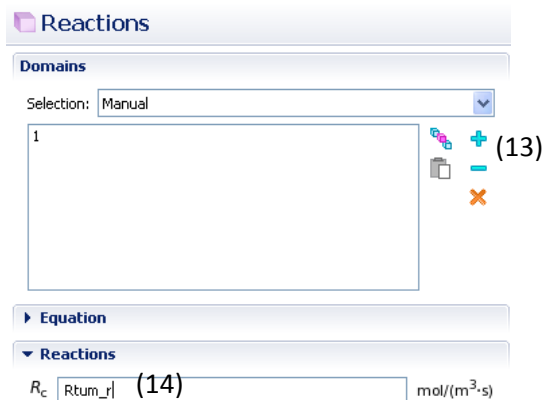 Reactions
Domains
Selection: Manual
1
(13)
Equation
Reactions
Rc Rtum_r (14) mol/(m³·s)